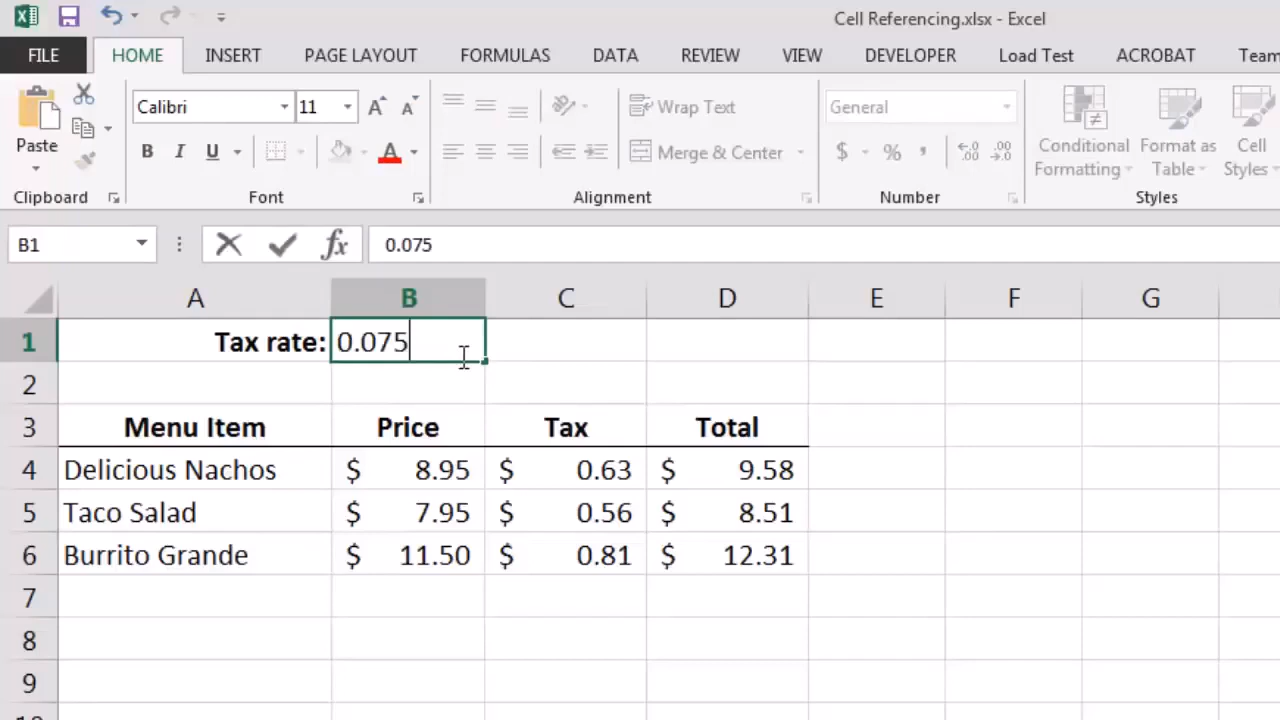 Cell Referencing.xlsx - Excel
FILE HOME INSERT PAGE LAYOUT FORMULAS DATA REVIEW VIEW DEVELOPER Load Test ACROBAT Team
Calibri 11 A A Wrap Text General
Paste B I U A Merge & Center $ % , Conditional Formatting Format as Table Cell Styles
Clipboard Font Alignment Number Styles
B1 fx 0.075
A B C D E F G
1 Tax rate: 0.075
2
3 Menu Item Price Tax Total
4 Delicious Nachos $ 8.95 $ 0.63 $ 9.58
5 Taco Salad $ 7.95 $ 0.56 $ 8.51
6 Burrito Grande $ 11.50 $ 0.81 $ 12.31
7
8
9